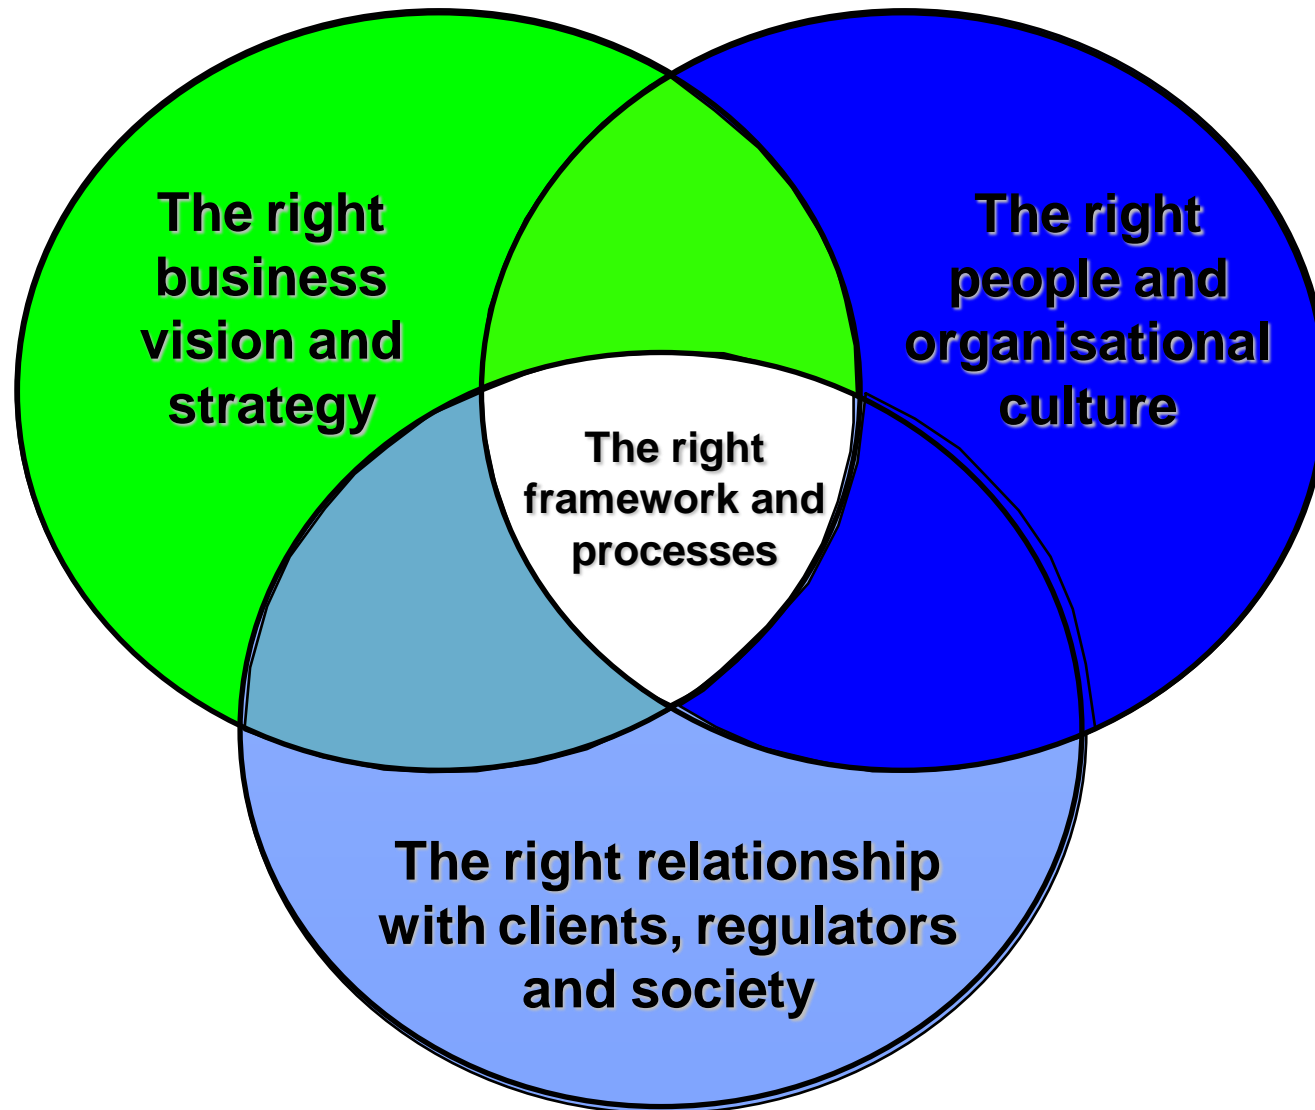 The right
business
vision and
strategy
The right
people and
organisational
culture
The right
framework and
processes
The right relationship
with clients, regulators
and society